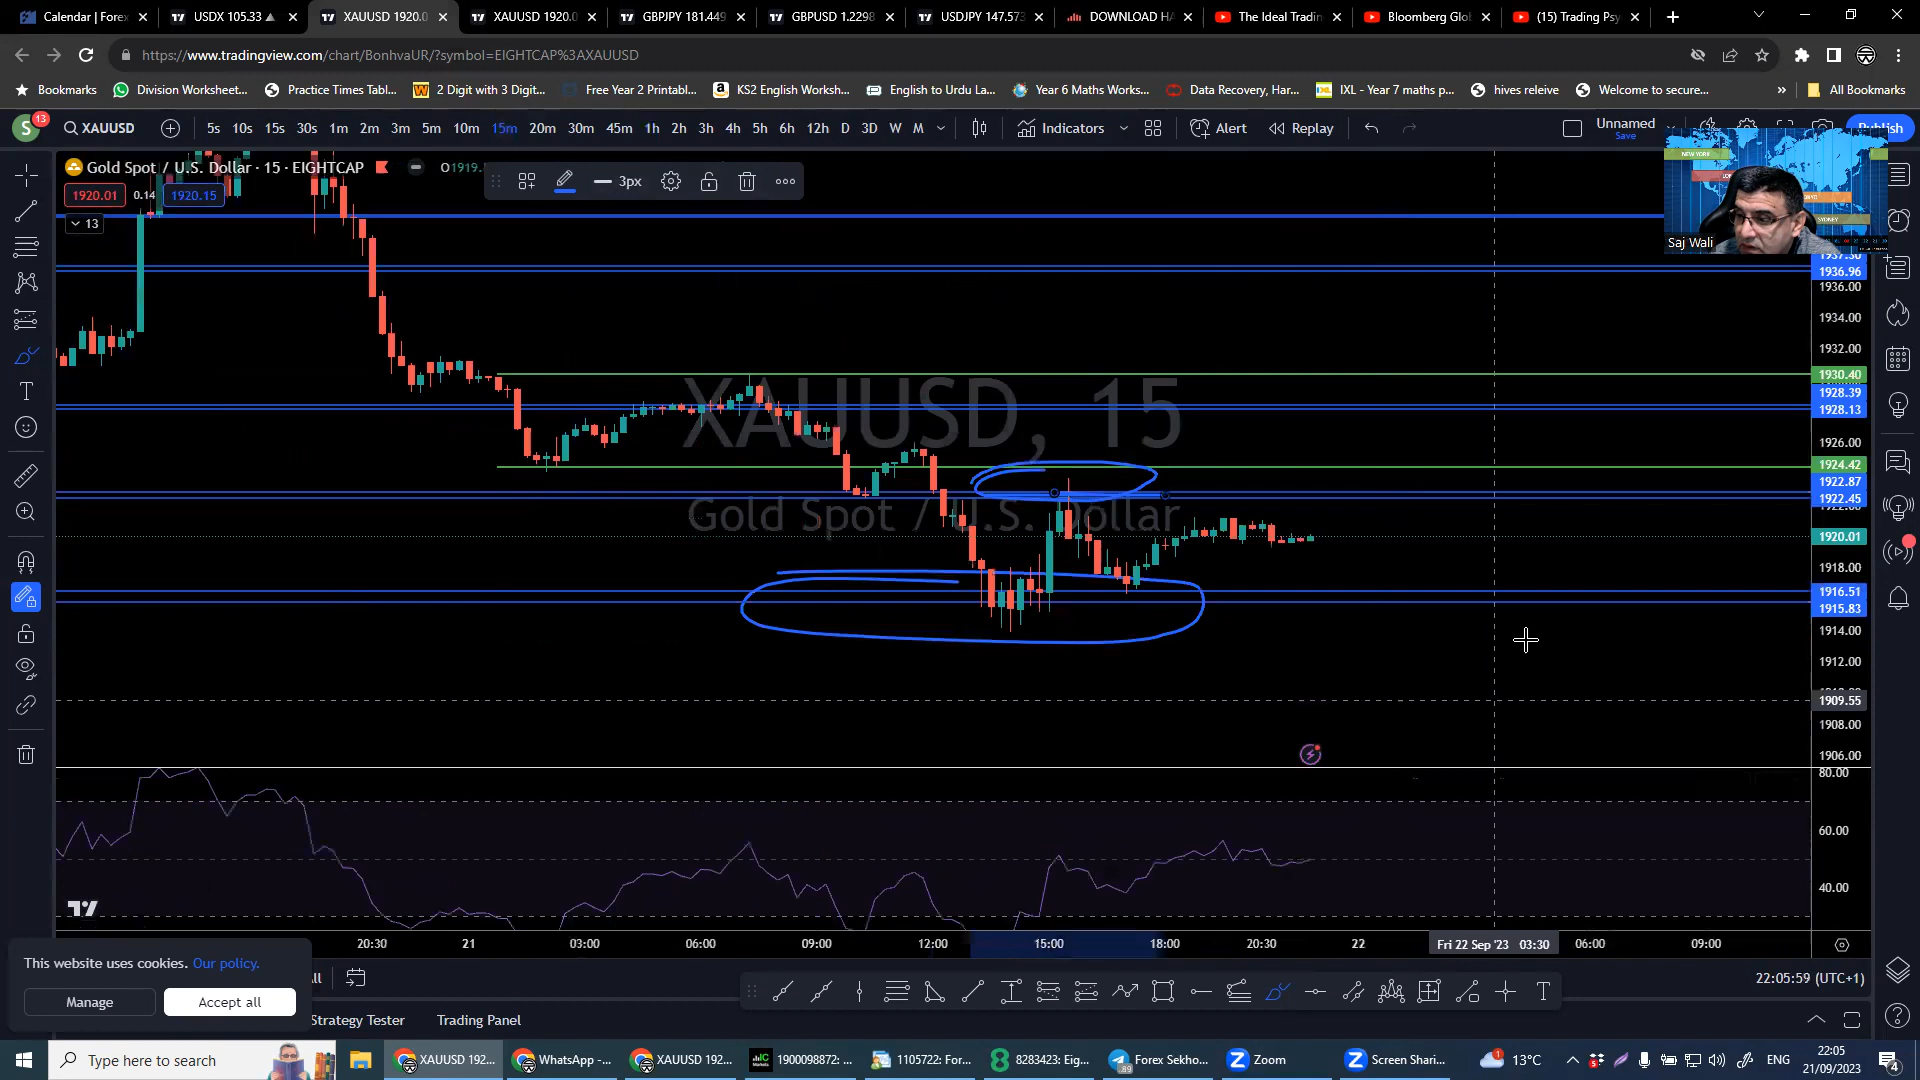 Calendar | Forex
USDX 105.33
XAUUSD 1920.0
XAUUSD 1920.0
GBPJPY 181.449
GBPUSD 1.2298
USDJPY 147.573
DOWNLOAD HA
The Ideal Tradin
Bloomberg Glo
(15) Trading Psy
https://www.tradingview.com/chart/BonhvaUR/?symbol=EIGHTCAP%3AXAUUSD
Bookmarks
Division Worksheet...
Practice Times Tabl...
2 Digit with 3 Digit...
Free Year 2 Printabl...
KS2 English Worksh...
English to Urdu La...
Year 6 Maths Works...
Data Recovery, Har...
IXL - Year 7 maths p...
hives releive
Welcome to secure...
» All Bookmarks
S 13
XAUUSD
5s 10s 15s 30s 1m 2m 3m 5m 10m 15m 20m 30m 45m 1h 2h 3h 4h 5h 6h 12h D 3D W M
Indicators
Alert
Replay
Unnamed
Save
Publish
Gold Spot / U.S. Dollar · 15 · EIGHTCAP
O1919.
3px
1920.01 0.14 1920.15
13
NEW YORK
SYDNEY
Saj Wali
XAUUSD, 15
Gold Spot / U.S. Dollar
1937.30
1936.96
1936.00
1934.00
1932.00
1930.40
1928.39
1928.13
1926.00
1924.42
1922.87
1922.45
1920.01
1918.00
1916.51
1915.83
1914.00
1912.00
1909.55
1908.00
1906.00
80.00
60.00
40.00
20:30 21 03:00 06:00 09:00 12:00 15:00 18:00 20:30 22 Fri 22 Sep '23 03:30 06:00 09:00
This website uses cookies. Our policy.
Manage
Accept all
22:05:59 (UTC+1)
Strategy Tester
Trading Panel
Type here to search
XAUUSD 192...
WhatsApp -...
XAUUSD 192...
1900098872: ...
1105722: For...
8283423: Eig...
Forex Sekho...
89
Zoom
Screen Shari...
1
13°C
ENG
22:05
21/09/2023
4